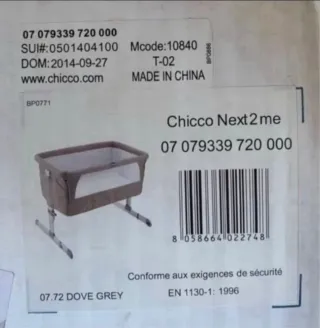 07 079339 720 000
SUI#:0501404100 Mcode:10840
DOM:2014-09-27 T-02
www.chicco.com MADE IN CHINA
BP0771
Chicco Next2me
07 079339 720 000
8 058664 022748
Conforme aux exigences de sécurité
07.72 DOVE GREY EN 1130-1: 1996